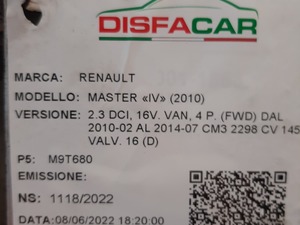 DISFACAR
MARCA: RENAULT
MODELLO: MASTER «IV» (2010)
VERSIONE: 2.3 DCI, 16V. VAN, 4 P. (FWD) DAL
2010-02 AL 2014-07 CM3 2298 CV 145
VALV. 16 (D)
P5: M9T680
EMISSIONE:
NS: 1118/2022
DATA:08/06/2022 18:20:00